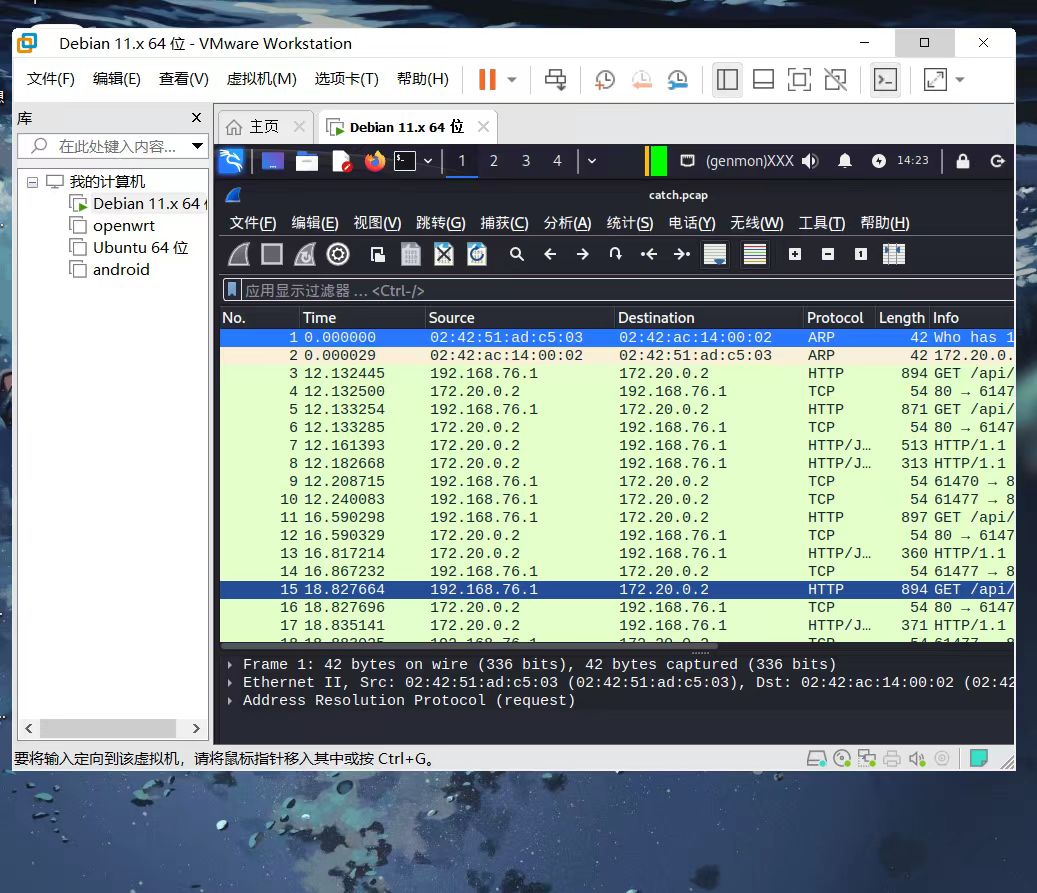 Debian 11.x 64 位 - VMware Workstation
文件(F) 编辑(E) 查看(V) 虚拟机(M) 选项卡(T) 帮助(H)
库
在此处键入内容...
我的计算机
Debian 11.x 64
openwrt
Ubuntu 64 位
android
主页 Debian 11.x 64 位
1 2 3 4 (genmon)XXX 14:23
catch.pcap
文件(F) 编辑(E) 视图(V) 跳转(G) 捕获(C) 分析(A) 统计(S) 电话(Y) 无线(W) 工具(T) 帮助(H)
应用显示过滤器 … <Ctrl-/>
No. Time Source Destination Protocol Length Info
1 0.000000 02:42:51:ad:c5:03 02:42:ac:14:00:02 ARP 42 Who has 1
2 0.000029 02:42:ac:14:00:02 02:42:51:ad:c5:03 ARP 42 172.20.0.
3 12.132445 192.168.76.1 172.20.0.2 HTTP 894 GET /api/
4 12.132500 172.20.0.2 192.168.76.1 TCP 54 80 → 6147
5 12.133254 192.168.76.1 172.20.0.2 HTTP 871 GET /api/
6 12.133285 172.20.0.2 192.168.76.1 TCP 54 80 → 6147
7 12.161393 172.20.0.2 192.168.76.1 HTTP/J… 513 HTTP/1.1
8 12.182668 172.20.0.2 192.168.76.1 HTTP/J… 313 HTTP/1.1
9 12.208715 192.168.76.1 172.20.0.2 TCP 54 61470 → 8
10 12.240083 192.168.76.1 172.20.0.2 TCP 54 61477 → 8
11 16.590298 192.168.76.1 172.20.0.2 HTTP 897 GET /api/
12 16.590329 172.20.0.2 192.168.76.1 TCP 54 80 → 6147
13 16.817214 172.20.0.2 192.168.76.1 HTTP/J… 360 HTTP/1.1
14 16.867232 192.168.76.1 172.20.0.2 TCP 54 61477 → 8
15 18.827664 192.168.76.1 172.20.0.2 HTTP 894 GET /api/
16 18.827696 172.20.0.2 192.168.76.1 TCP 54 80 → 6147
17 18.835141 172.20.0.2 192.168.76.1 HTTP/J… 371 HTTP/1.1
Frame 1: 42 bytes on wire (336 bits), 42 bytes captured (336 bits)
Ethernet II, Src: 02:42:51:ad:c5:03 (02:42:51:ad:c5:03), Dst: 02:42:ac:14:00:02 (02:42
Address Resolution Protocol (request)
要将输入定向到该虚拟机，请将鼠标指针移入其中或按 Ctrl+G。